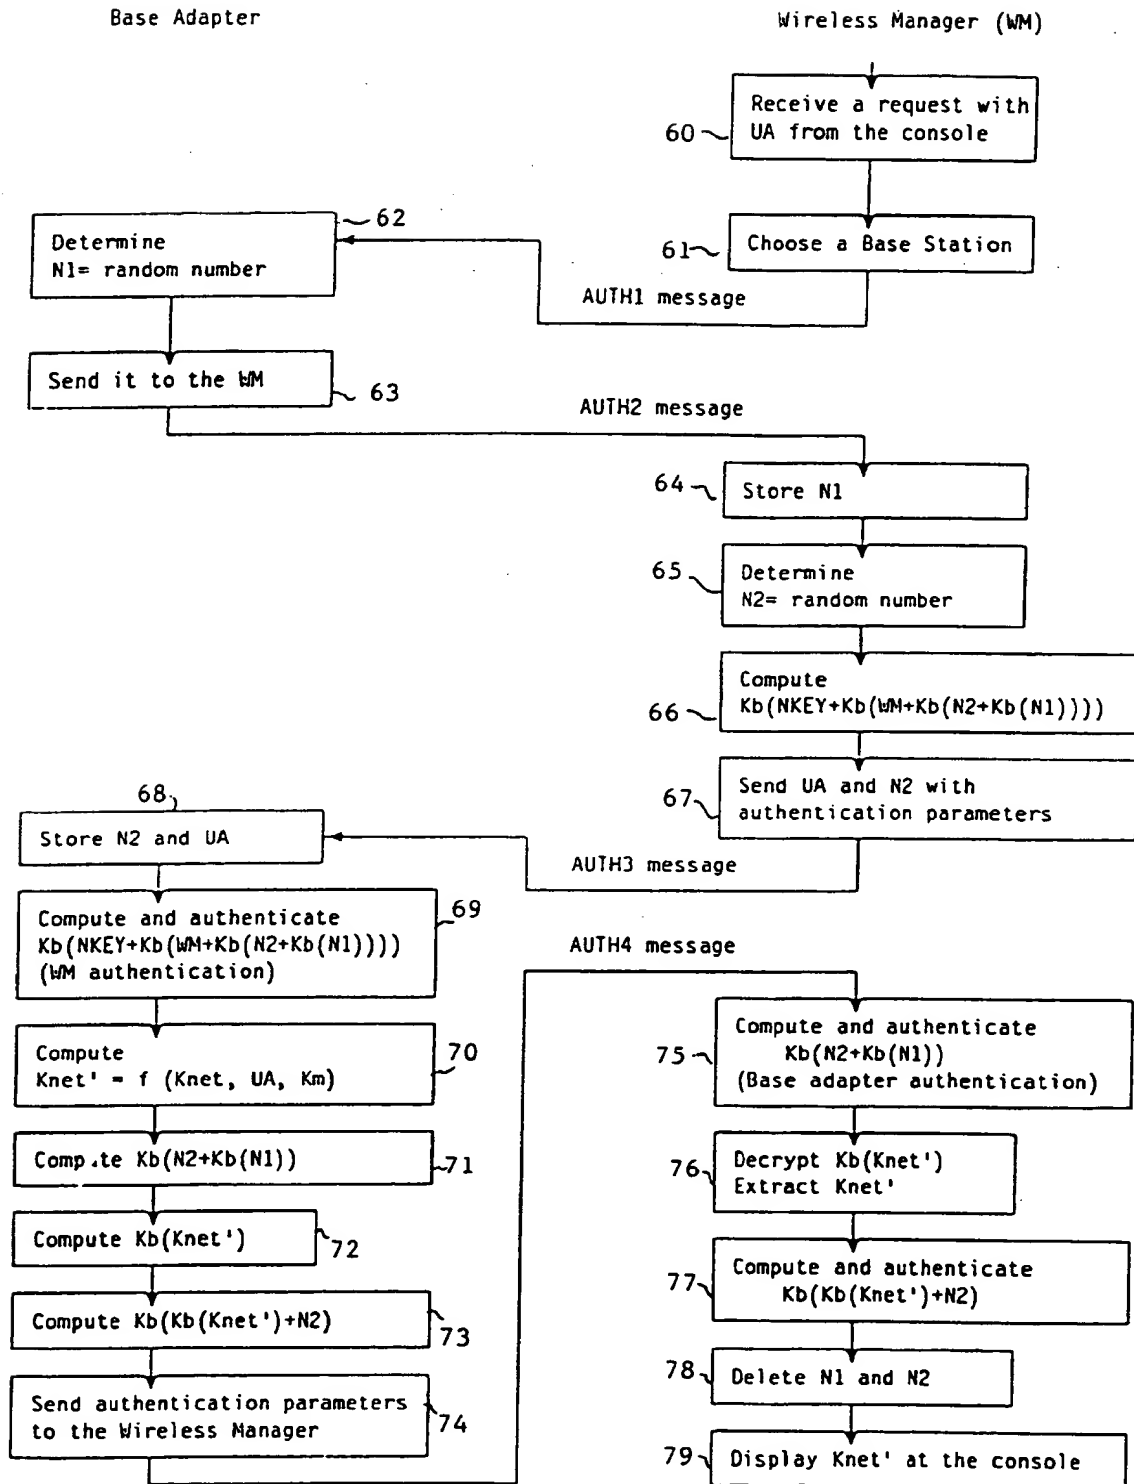 Base Adapter
Wireless Manager (WM)
Receive a request with
UA from the console
60
Choose a Base Station
61
AUTH1 message
62
Determine
N1= random number
Send it to the WM
63
AUTH2 message
64
Store N1
65
Determine
N2= random number
66
Compute
Kb(NKEY+Kb(WM+Kb(N2+Kb(N1))))
67
Send UA and N2 with
authentication parameters
AUTH3 message
68
Store N2 and UA
69
Compute and authenticate
Kb(NKEY+Kb(WM+Kb(N2+Kb(N1))))
(WM authentication)
70
Compute
Knet' = f (Knet, UA, Km)
Compute Kb(N2+Kb(N1))
71
Compute Kb(Knet')
72
Compute Kb(Kb(Knet')+N2)
73
Send authentication parameters
to the Wireless Manager
74
AUTH4 message
75
Compute and authenticate
Kb(N2+Kb(N1))
(Base adapter authentication)
76
Decrypt Kb(Knet')
Extract Knet'
77
Compute and authenticate
Kb(Kb(Knet')+N2)
78
Delete N1 and N2
79
Display Knet' at the console